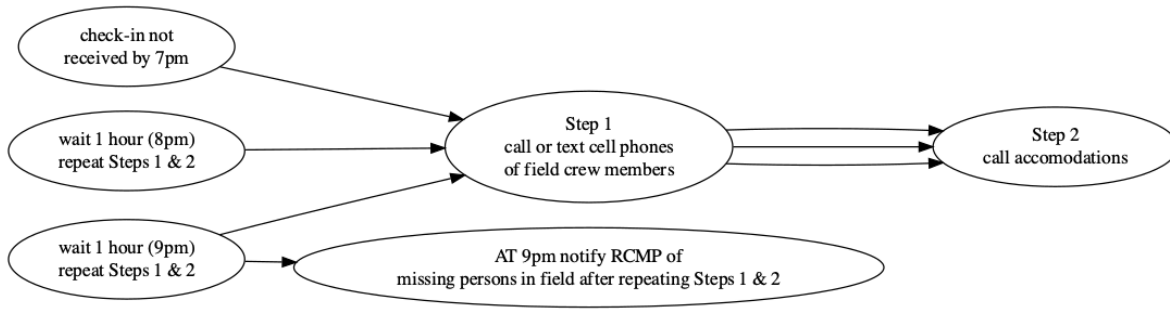 check-in not
received by 7pm
wait 1 hour (8pm)
repeat Steps 1 & 2
wait 1 hour (9pm)
repeat Steps 1 & 2
Step 1
call or text cell phones
of field crew members
AT 9pm notify RCMP of
missing persons in field after repeating Steps 1 & 2
Step 2
call accomodations